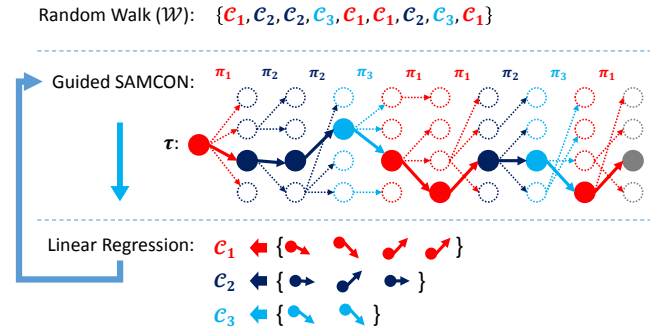 Random Walk (𝒲): {𝒞₁, 𝒞₂, 𝒞₂, 𝒞₃, 𝒞₁, 𝒞₁, 𝒞₂, 𝒞₃, 𝒞₁}
Guided SAMCON: π₁ π₂ π₂ π₃ π₁ π₁ π₂ π₃ π₁
τ:
Linear Regression: 𝒞₁ { }
𝒞₂ { }
𝒞₃ { }